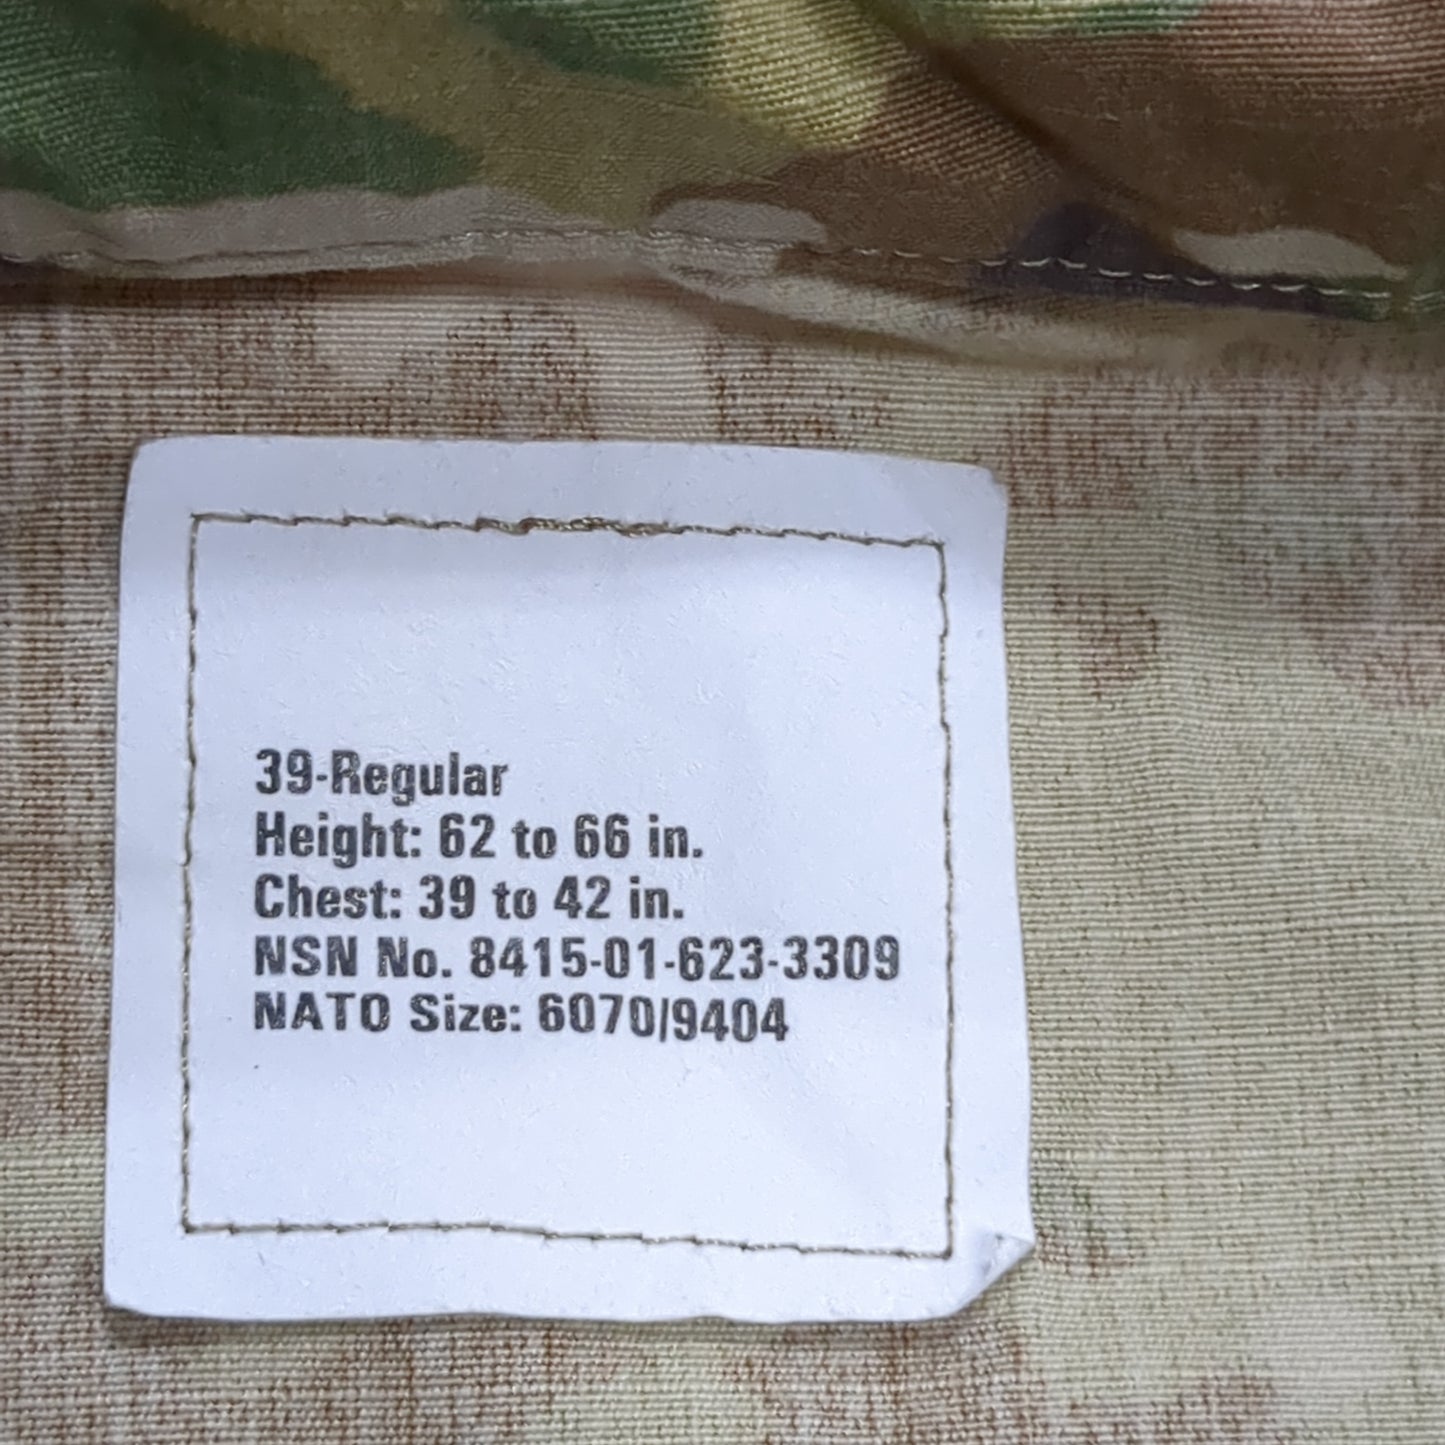 39-Regular
Height: 62 to 66 in.
Chest: 39 to 42 in.
NSN No. 8415-01-623-3309
NATO Size: 6070/9404